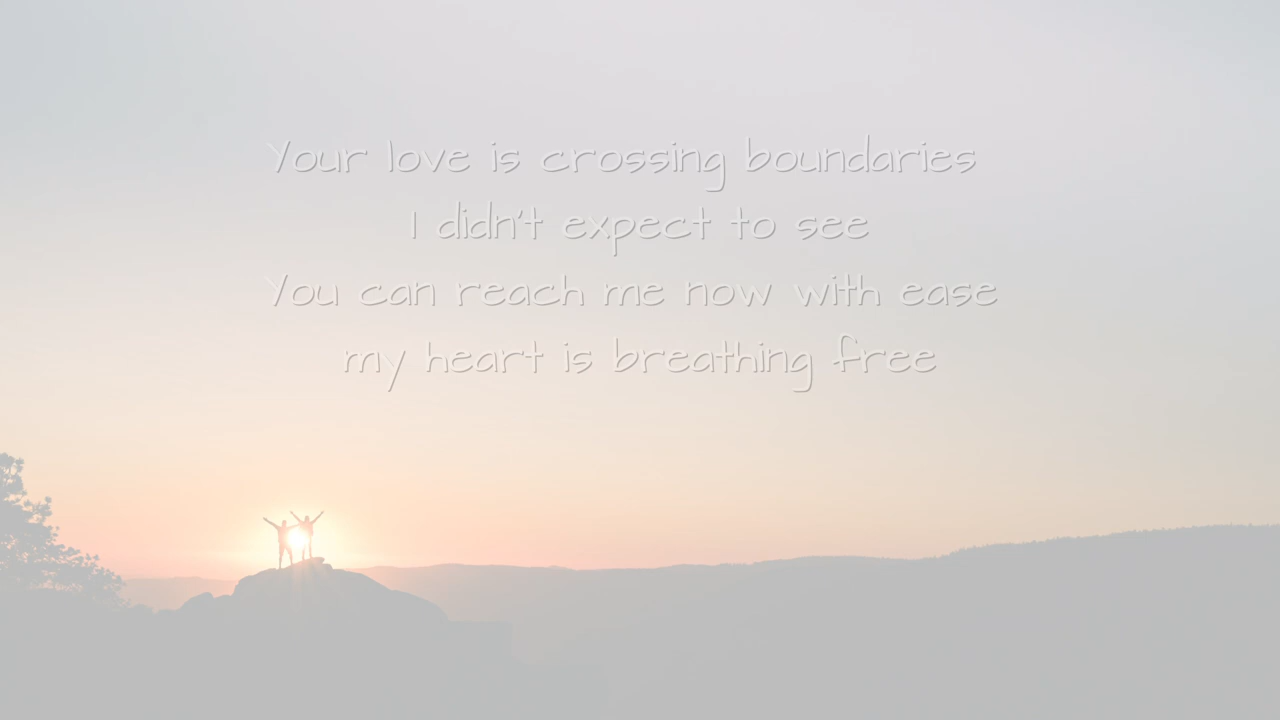 Your love is crossing boundaries
I didn't expect to see
You can reach me now with ease
my heart is breathing free